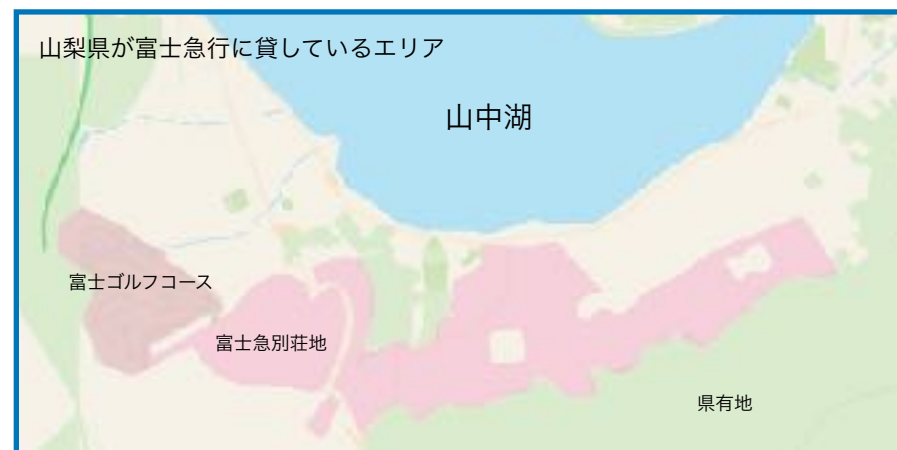 山梨県が富士急行に貸しているエリア
山中湖
富士ゴルフコース
富士急別荘地
県有地